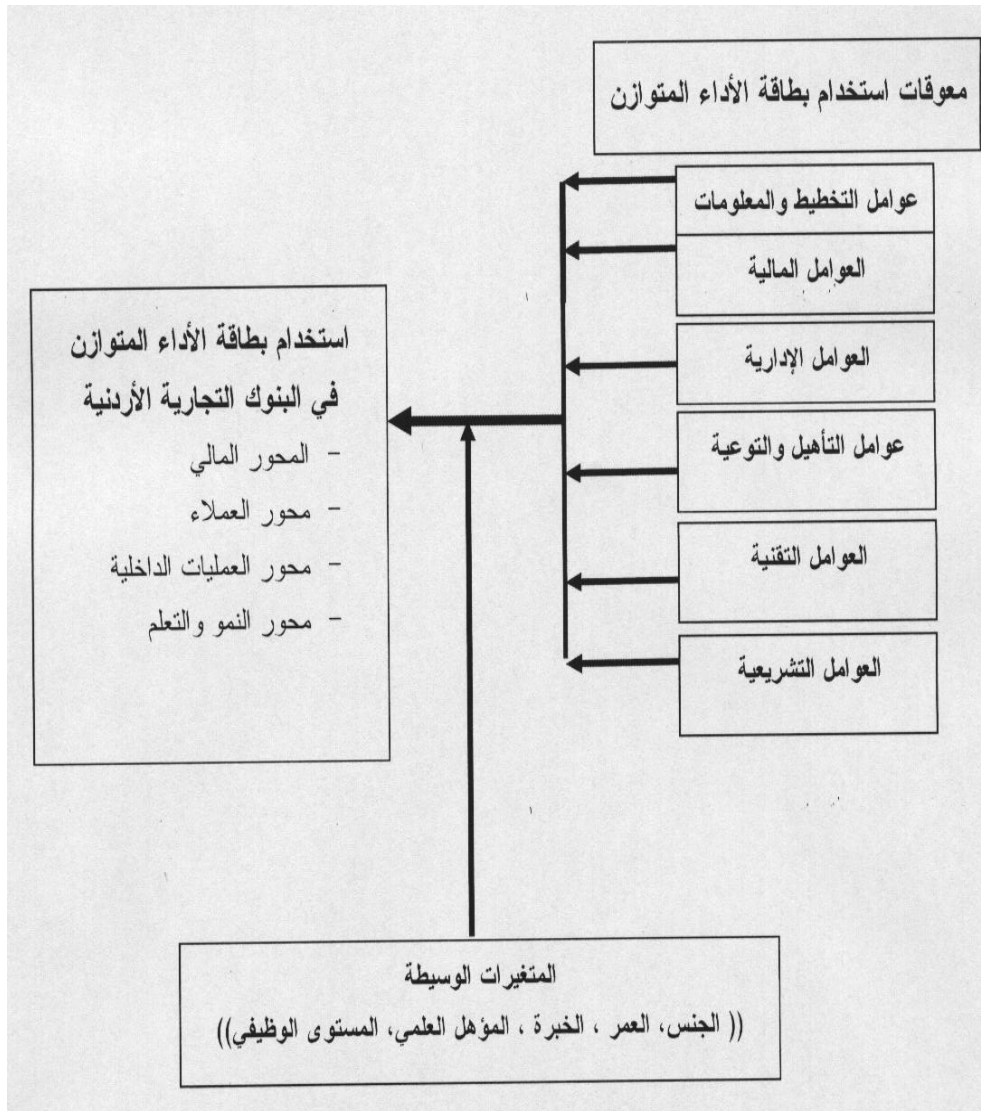 معوقات استخدام بطاقة الأداء المتوازن
عوامل التخطيط والمعلومات
العوامل المالية
العوامل الإدارية
عوامل التأهيل والتوعية
العوامل التقنية
العوامل التشريعية
استخدام بطاقة الأداء المتوازن
في البنوك التجارية الأردنية
- المحور المالي
- محور العملاء
- محور العمليات الداخلية
- محور النمو والتعلم
المتغيرات الوسيطة
(( الجنس، العمر ، الخبرة ، المؤهل العلمي، المستوى الوظيفي))